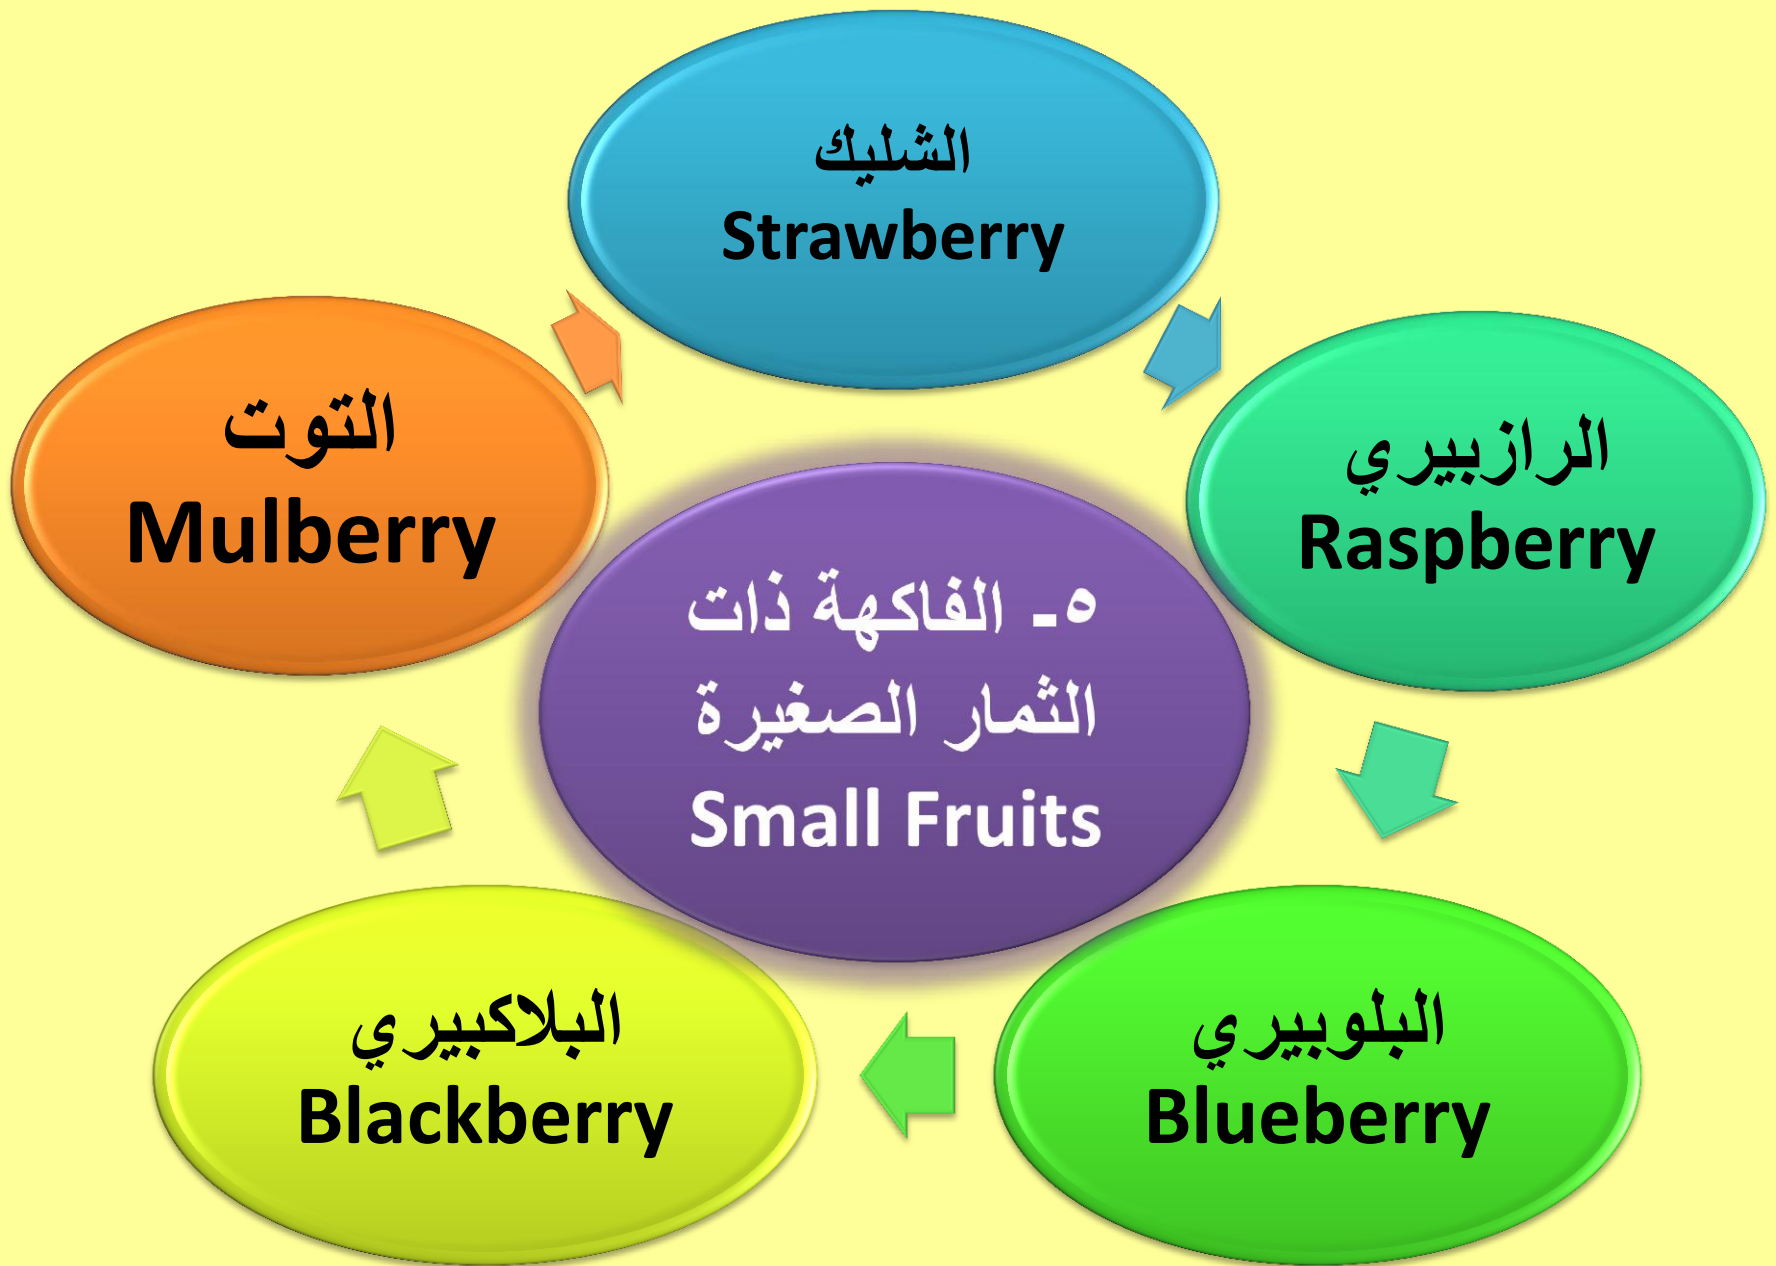 الشليك
Strawberry
الرازبيري
Raspberry
البلوبيري
Blueberry
البلاكبيري
Blackberry
التوت
Mulberry
٥- الفاكهة ذات
الثمار الصغيرة
Small Fruits